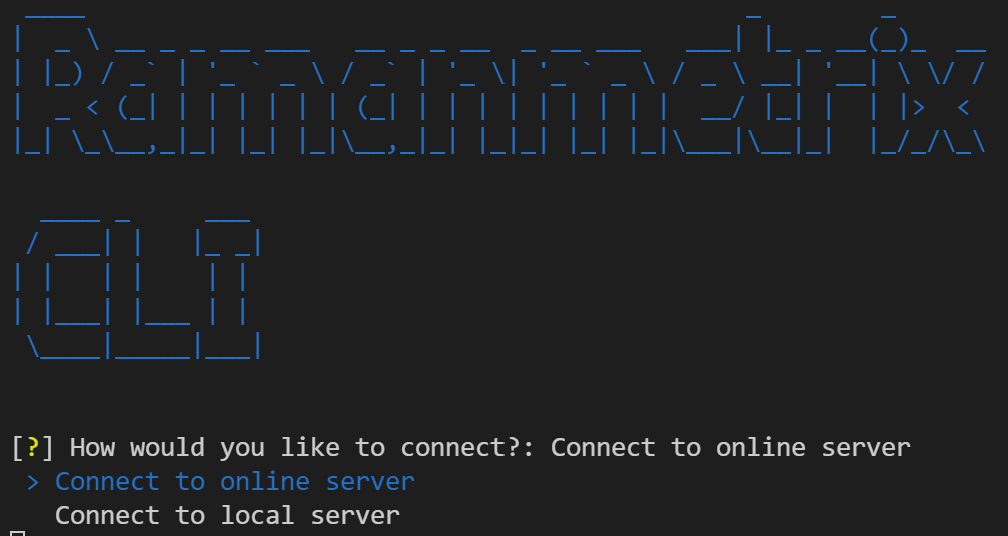 Ramanmetrix
CLI
[?] How would you like to connect?: Connect to online server
> Connect to online server
Connect to local server